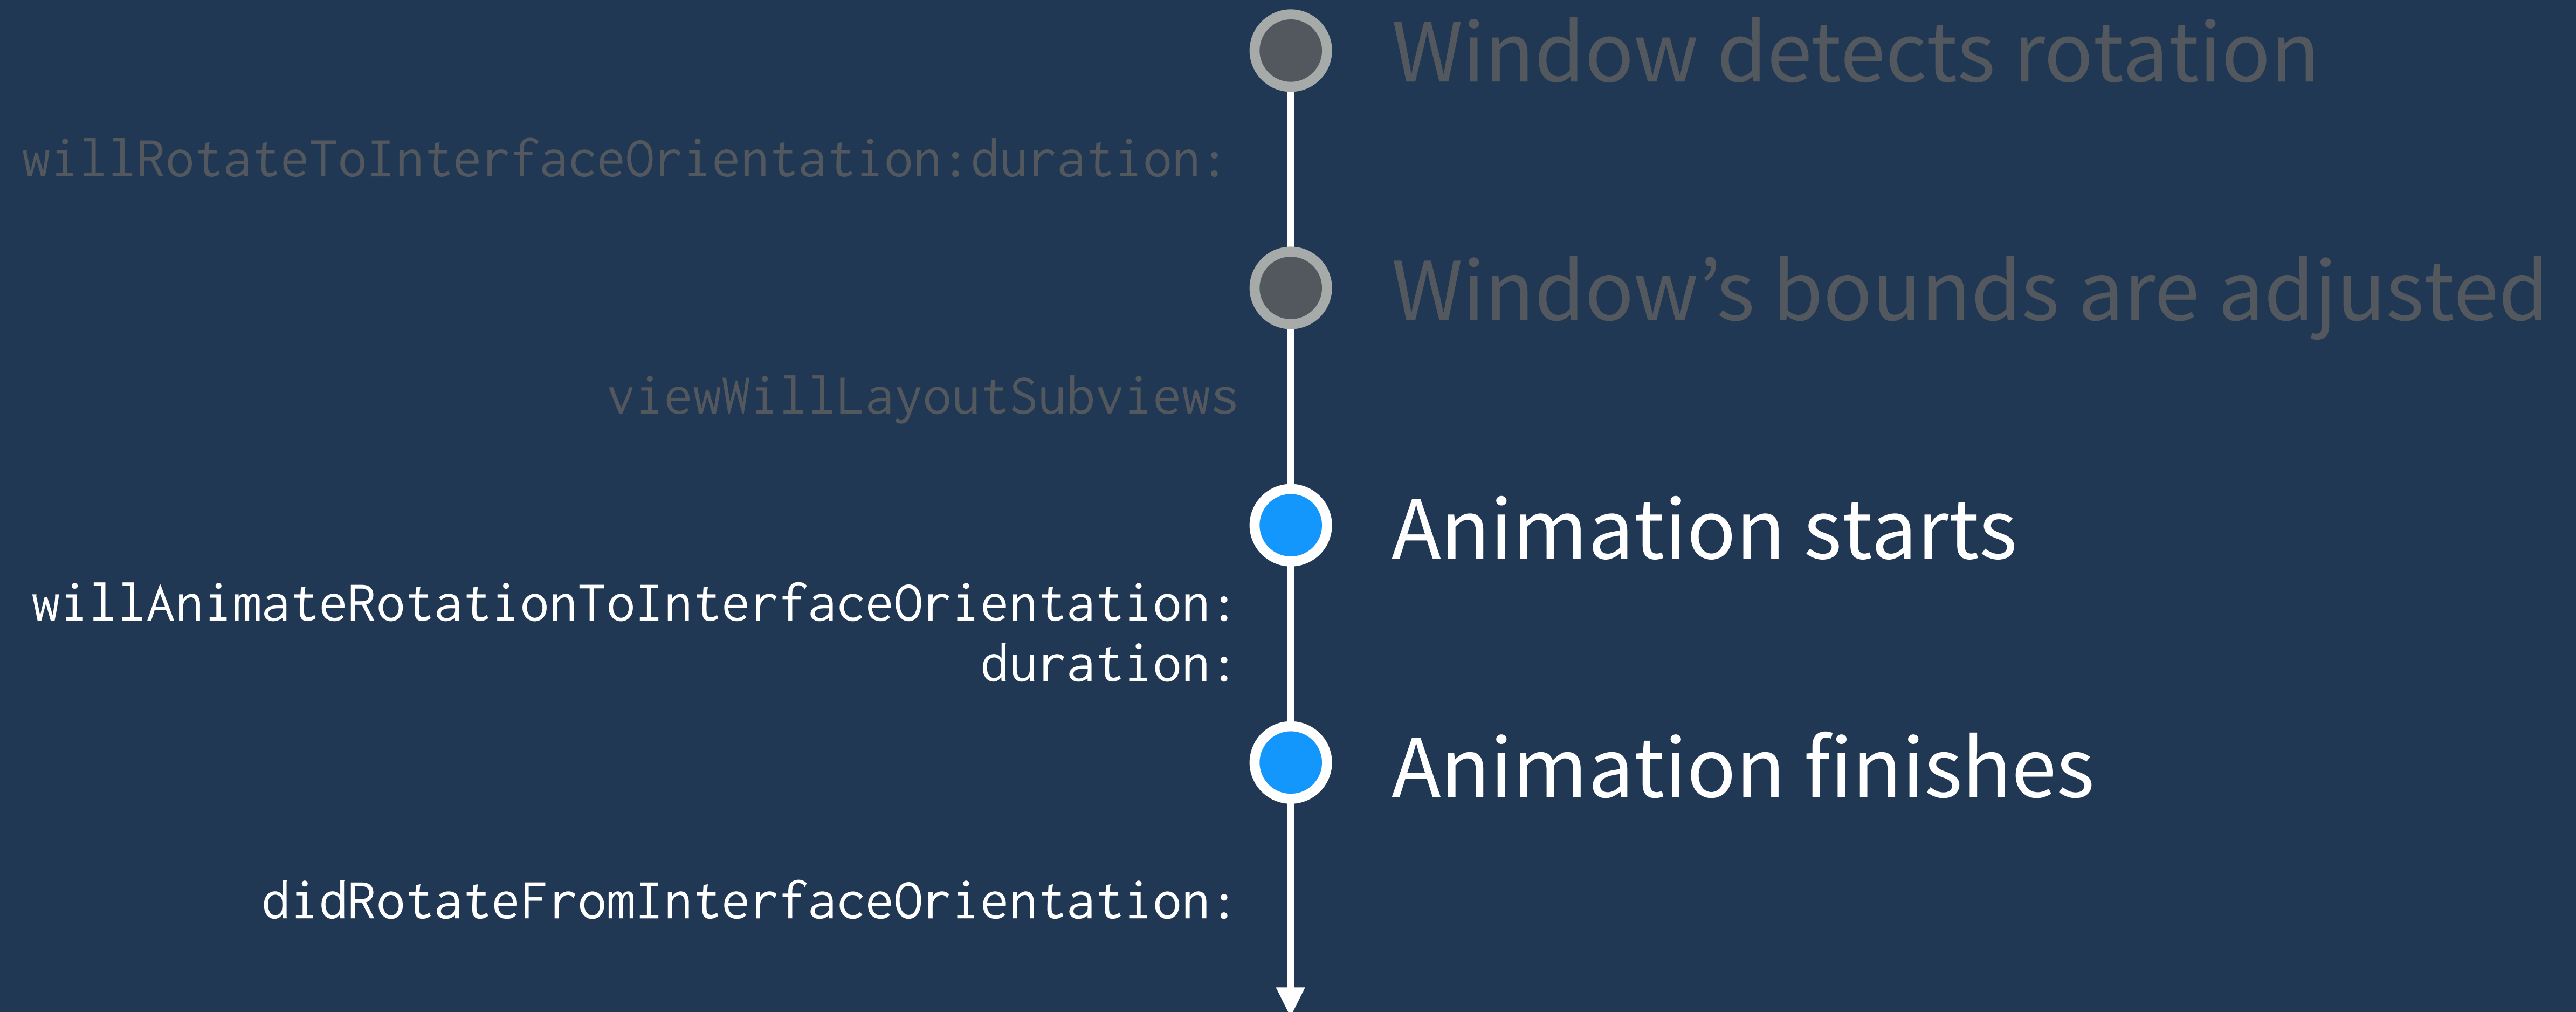 Window detects rotation
willRotateToInterfaceOrientation:duration:
Window’s bounds are adjusted
viewWillLayoutSubviews
Animation starts
willAnimateRotationToInterfaceOrientation:
duration:
Animation finishes
didRotateFromInterfaceOrientation: